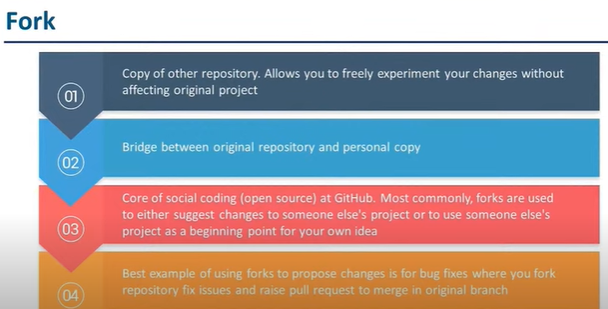 Fork
01
Copy of other repository. Allows you to freely experiment your changes without
affecting original project
02
Bridge between original repository and personal copy
03
Core of social coding (open source) at GitHub. Most commonly, forks are used
to either suggest changes to someone else's project or to use someone else's
project as a beginning point for your own idea
04
Best example of using forks to propose changes is for bug fixes where you fork
repository fix issues and raise pull request to merge in original branch